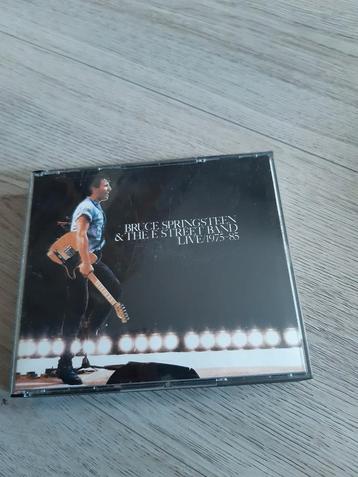 BRUCE SPRINGSTEEN
& THE E STREET BAND
LIVE/1975–85